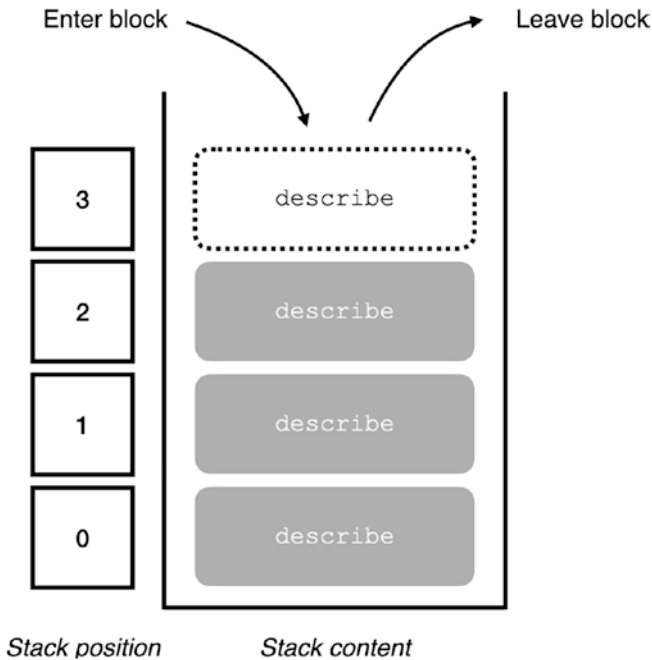 Enter block
Leave block
3
describe
2
describe
1
describe
0
describe
Stack position
Stack content